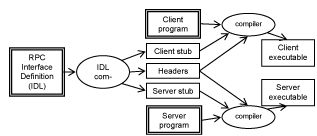 Client
program
compiler
RPC
Interface
Definition
(IDL)
IDL
com-
Client stub
Headers
Server stub
Client
executable
Server
executable
Server
program
compiler